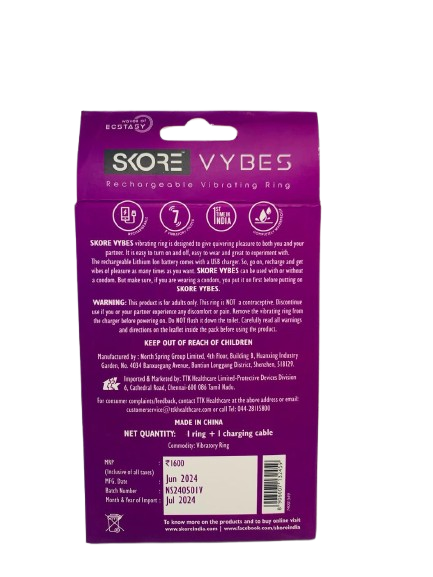 WAVES OF
ECSTASY
SKORE VYBES
Rechargeable Vibrating Ring
RECHARGEABLE
1ST
TIME IN
INDIA
SKORE VYBES vibrating ring is designed to give quivering pleasure to both you and your
partner. It is easy to turn on and off, easy to wear and great to experiment with.
The rechargeable Lithium Ion battery comes with a USB charger. So, go on, recharge and get
vibes of pleasure as many times as you want. SKORE VYBES can be used with or without
a condom. But make sure, if you are wearing a condom, you put it on first before putting on
SKORE VYBES.
WARNING: This product is for adults only. This ring is NOT a contraceptive. Discontinue
use if you or your partner experience any discomfort or pain. Remove the vibrating ring from
the charger before powering on. Do NOT flush it down the toilet. Carefully read all warnings
and directions on the leaflet inside the pack before using the product.
KEEP OUT OF REACH OF CHILDREN
Manufactured by : North Spring Group Limited, 4th Floor, Building B, Huaxing Industry
Garden, No. 4034 Banxuegang Avenue, Bantian Longgang District, Shenzhen, 518129.
Imported & Marketed by: TTK Healthcare Limited-Protective Devices Division
6, Cathedral Road, Chennai-600 086 Tamil Nadu.
For consumer complaints/feedback, contact TTK Healthcare at the above address or email:
customerservice@ttkhealthcare.com or call Tel: 044-28115800
MADE IN CHINA
NET QUANTITY: 1 ring + 1 charging cable
Commodity: Vibratory Ring
MRP : ₹1600
(Inclusive of all taxes)
MFG. Date : Jun 2024
Batch Number : NS240501V
Month & Year of Import : Jul 2024
To know more on the products and to buy online visit
www.skoreindia.com | www.facebook.com/skoreindia